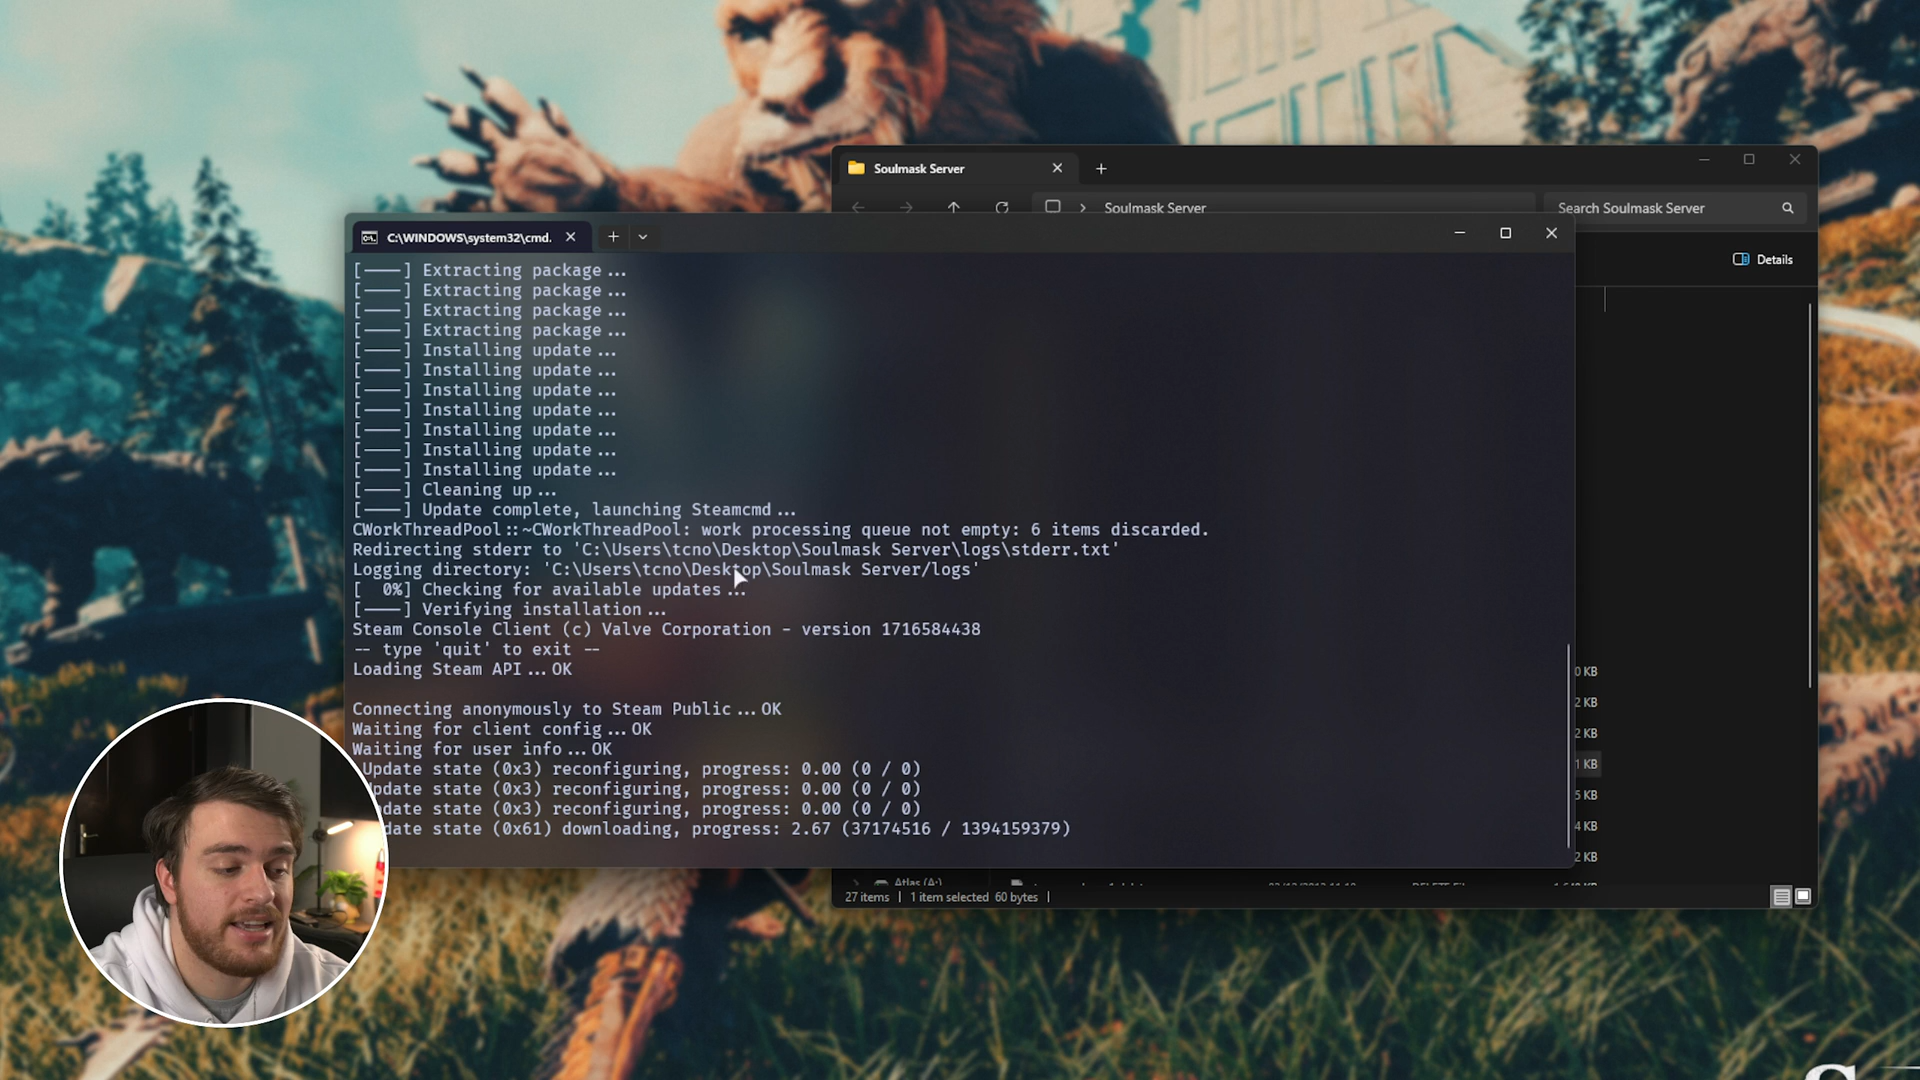 Soulmask Server
Soulmask Server
Search Soulmask Server
Details
C:\WINDOWS\system32\cmd.
[----] Extracting package...
[----] Extracting package...
[----] Extracting package...
[----] Extracting package...
[----] Installing update...
[----] Installing update...
[----] Installing update...
[----] Installing update...
[----] Installing update...
[----] Installing update...
[----] Installing update...
[----] Cleaning up...
[----] Update complete, launching Steamcmd...
CWorkThreadPool::~CWorkThreadPool: work processing queue not empty: 6 items discarded.
Redirecting stderr to 'C:\Users\tcno\Desktop\Soulmask Server\logs\stderr.txt'
Logging directory: 'C:\Users\tcno\Desktop\Soulmask Server/logs'
[  0%] Checking for available updates...
[----] Verifying installation...
Steam Console Client (c) Valve Corporation - version 1716584438
-- type 'quit' to exit --
Loading Steam API...OK
Connecting anonymously to Steam Public...OK
Waiting for client config...OK
Waiting for user info...OK
Update state (0x3) reconfiguring, progress: 0.00 (0 / 0)
pdate state (0x3) reconfiguring, progress: 0.00 (0 / 0)
date state (0x3) reconfiguring, progress: 0.00 (0 / 0)
date state (0x61) downloading, progress: 2.67 (37174516 / 1394159379)
0 KB
2 KB
2 KB
1 KB
5 KB
4 KB
2 KB
Atlas (A:)
27 items | 1 item selected 60 bytes |